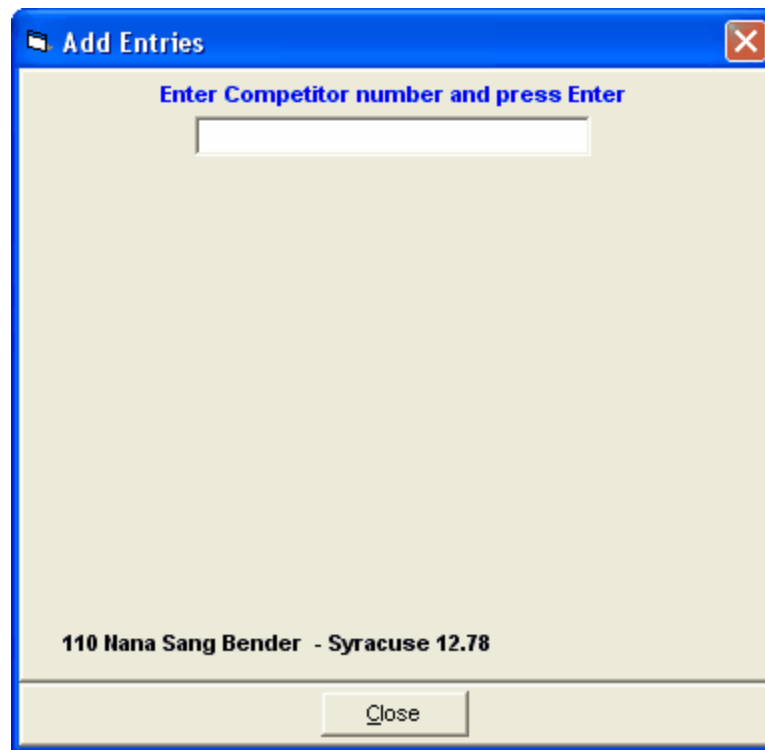 Add Entries
Enter Competitor number and press Enter
110 Nana Sang Bender - Syracuse 12.78
Close